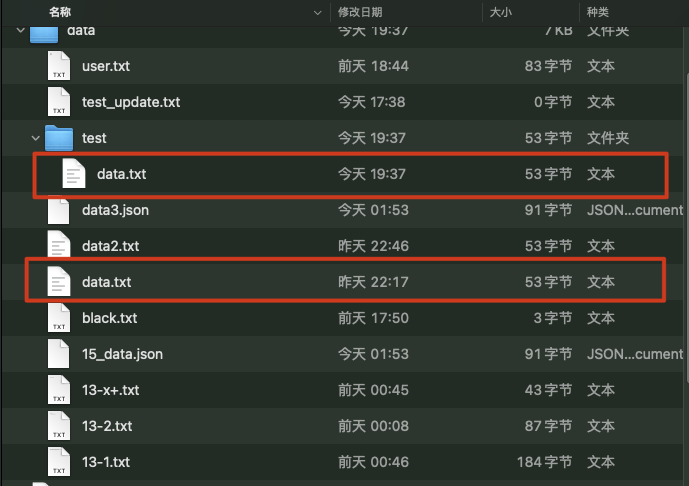 名称 修改日期 大小 种类
data 今天 19:37 7 KB 文件夹
user.txt 前天 18:44 83 字节 文本
test_update.txt 今天 17:38 0 字节 文本
test 今天 19:37 53 字节 文件夹
data.txt 今天 19:37 53 字节 文本
data3.json 今天 01:53 91 字节 JSON...cument
data2.txt 昨天 22:46 53 字节 文本
data.txt 昨天 22:17 53 字节 文本
black.txt 前天 17:50 3 字节 文本
15_data.json 今天 01:53 91 字节 JSON...cument
13-x+.txt 前天 00:45 43 字节 文本
13-2.txt 前天 00:08 87 字节 文本
13-1.txt 前天 00:46 184 字节 文本